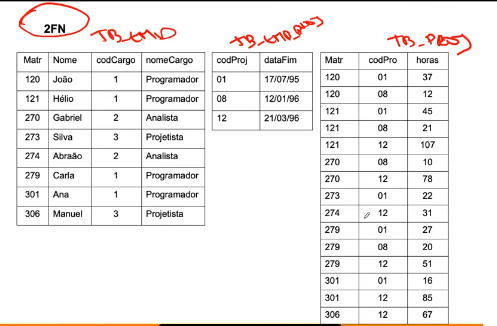 2FN
TB_EMP
Matr Nome codCargo nomeCargo
120 João 1 Programador
121 Hélio 1 Programador
270 Gabriel 2 Analista
273 Silva 3 Projetista
274 Abraão 2 Analista
279 Carla 1 Programador
301 Ana 1 Programador
306 Manuel 3 Projetista
codProj dataFim
01 17/07/95
08 12/01/96
12 21/03/96
TB_PROJ
Matr codPro horas
120 01 37
120 08 12
121 01 45
121 08 21
121 12 107
270 08 10
270 12 78
273 01 22
274 12 31
279 01 27
279 08 20
279 12 51
301 01 16
301 12 85
306 12 67